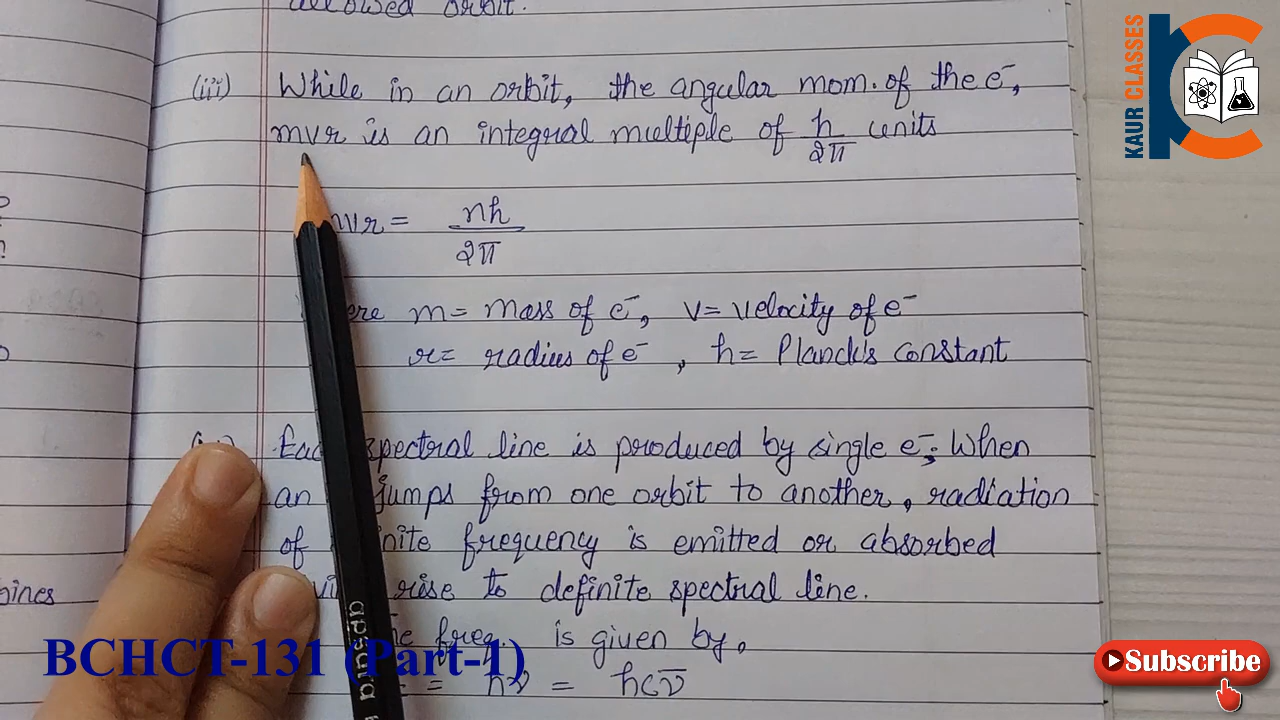 allowed orbit.
(iii) While in an orbit, the angular mom. of the e⁻,
mvr is an integral multiple of h/2π units
mvr = nh/2π
m = mass of e⁻, v = velocity of e⁻
r = radius of e⁻, h = Planck's constant
spectral line is produced by single e⁻; When
an jumps from one orbit to another, radiation
of frequency is emitted or absorbed
rise to definite spectral line.
freq. is given by,
= hν = hcν̅
KAUR CLASSES
BCHCT-131 (Part-1)
Subscribe